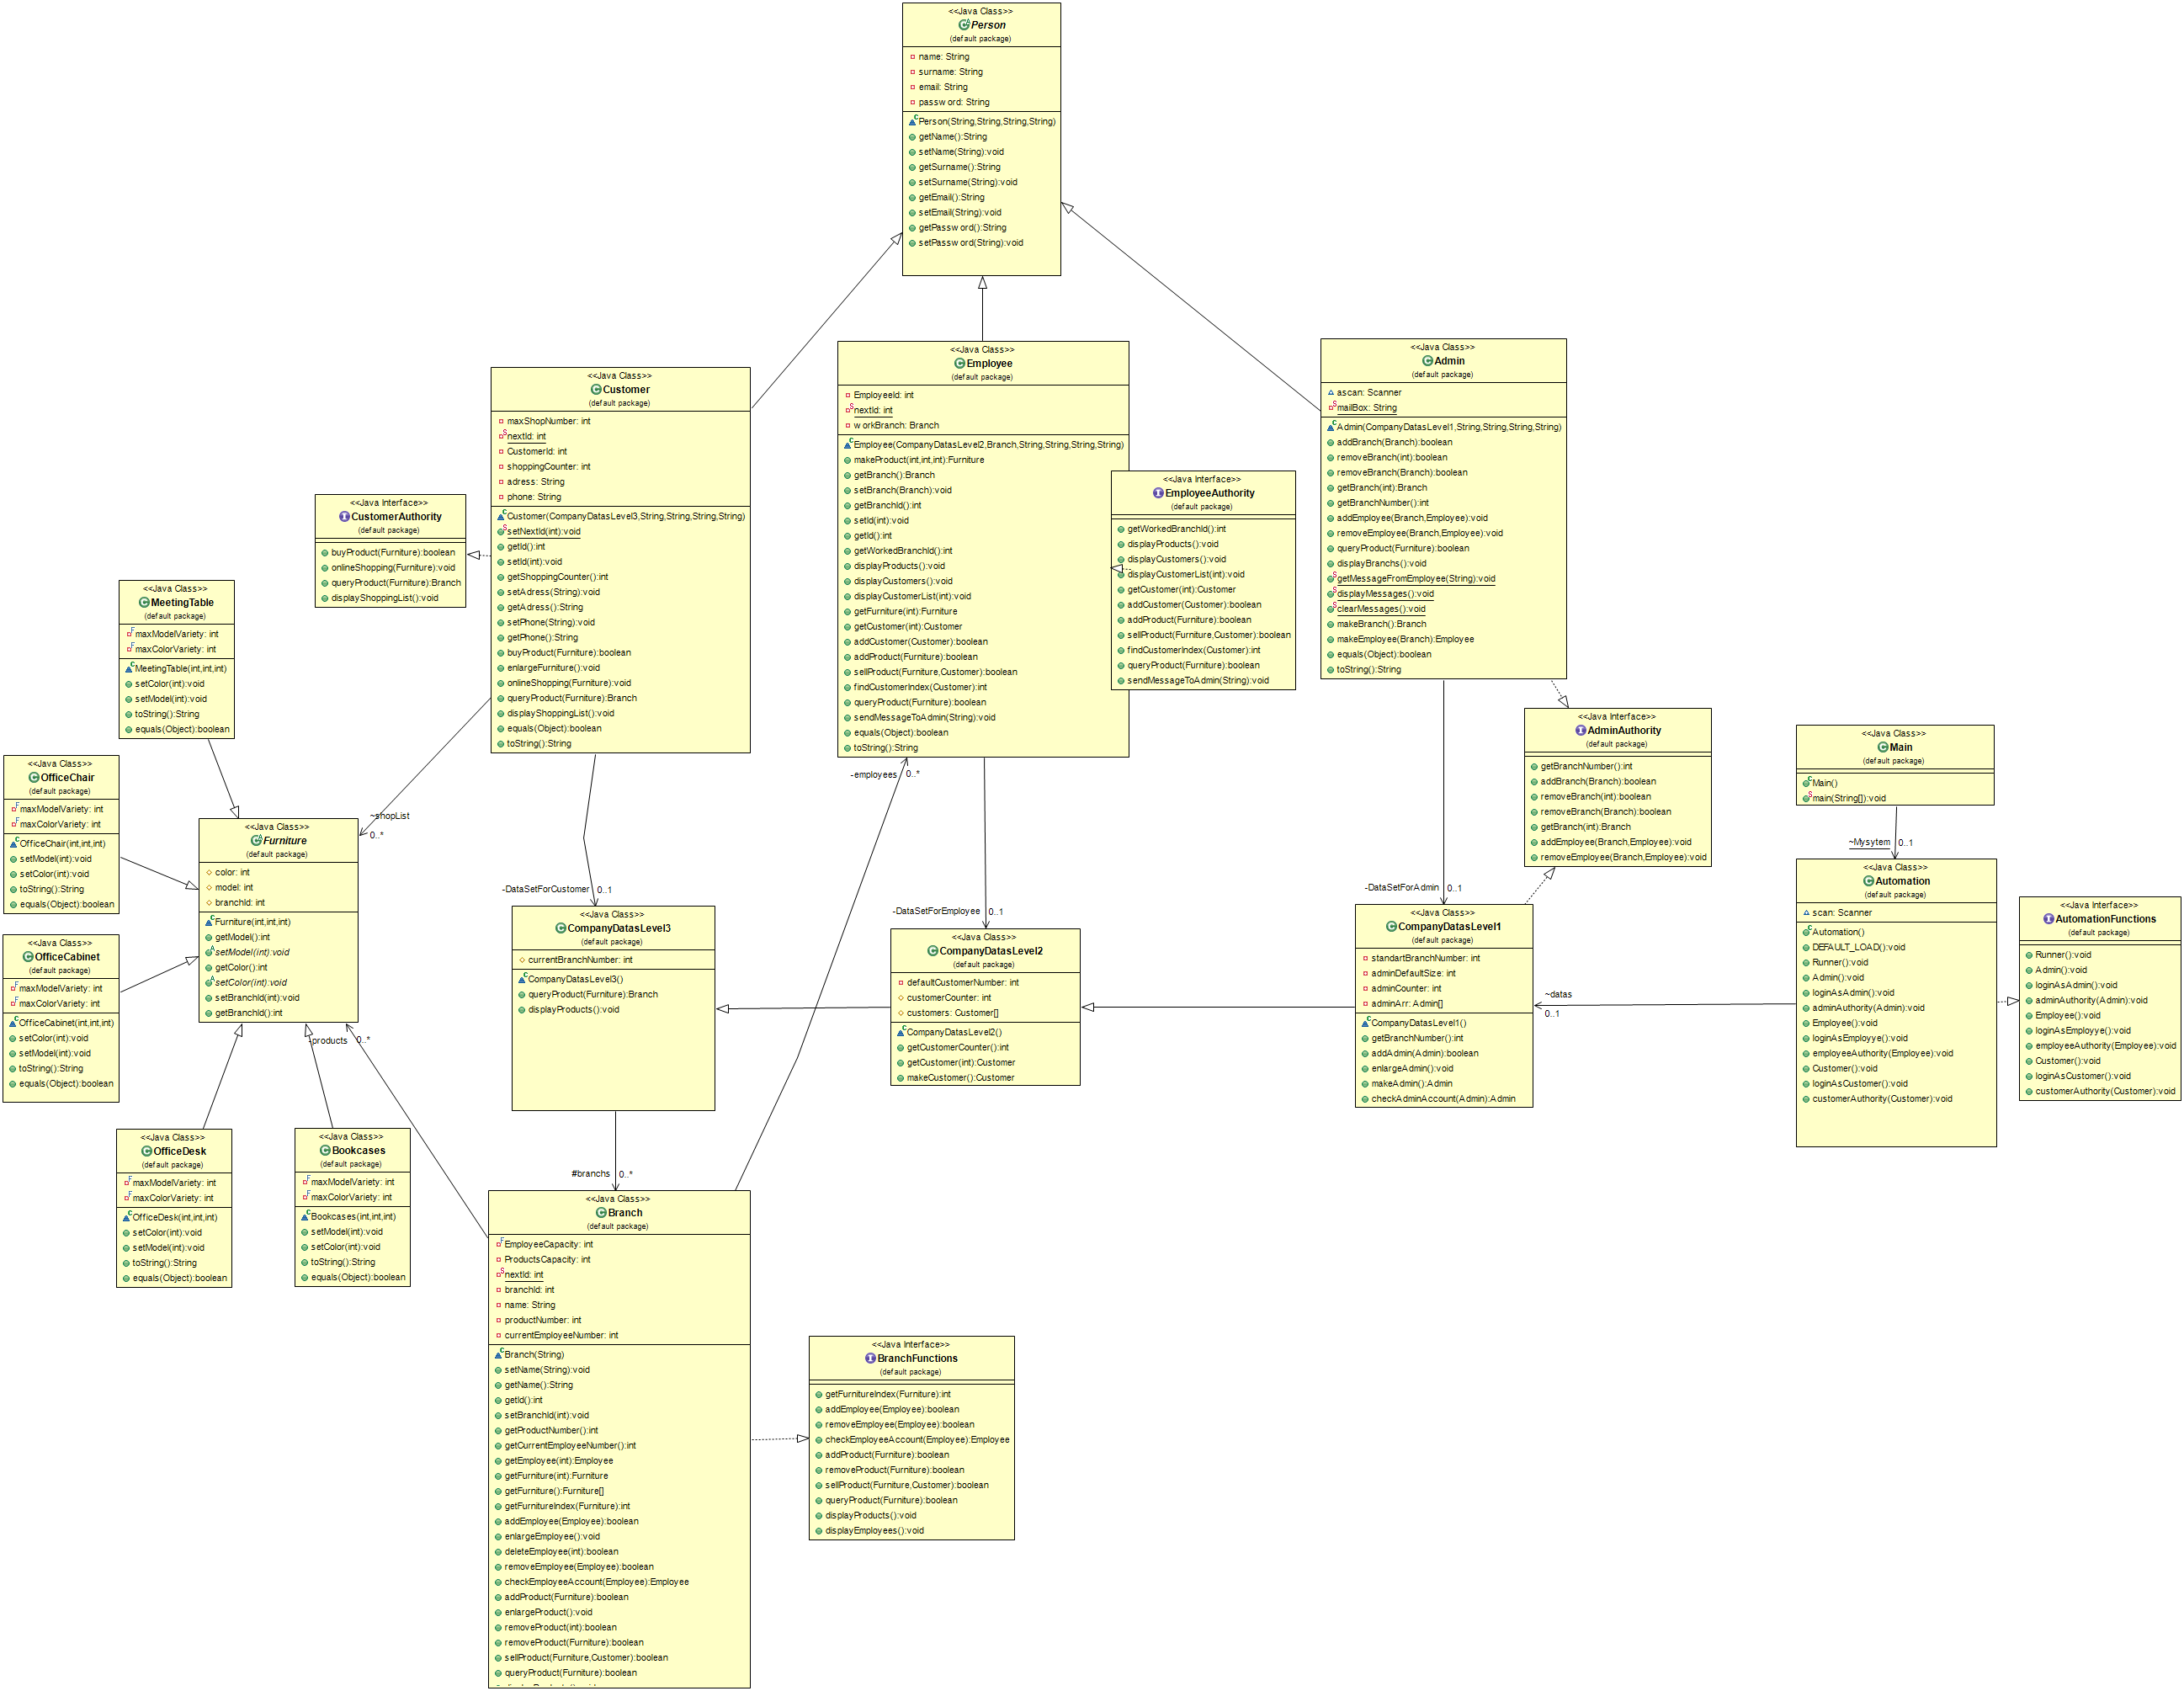 <<Java Class>>
Person
(default package)
name: String
surname: String
email: String
passw ord: String
Person(String,String,String,String)
getName():String
setName(String):void
getSurname():String
setSurname(String):void
getEmail():String
setEmail(String):void
getPassw ord():String
setPassw ord(String):void
<<Java Class>>
Customer
(default package)
maxShopNumber: int
nextId: int
CustomerId: int
shoppingCounter: int
adress: String
phone: String
Customer(CompanyDatasLevel3,String,String,String,String)
setNextId(int):void
getId():int
setId(int):void
getShoppingCounter():int
setAdress(String):void
getAdress():String
setPhone(String):void
getPhone():String
buyProduct(Furniture):boolean
enlargeFurniture():void
onlineShopping(Furniture):void
queryProduct(Furniture):Branch
displayShoppingList():void
equals(Object):boolean
toString():String
<<Java Class>>
Employee
(default package)
EmployeeId: int
nextId: int
w orkBranch: Branch
Employee(CompanyDatasLevel2,Branch,String,String,String,String)
makeProduct(int,int,int):Furniture
getBranch():Branch
setBranch(Branch):void
getBranchId():int
setId(int):void
getId():int
getWorkedBranchId():int
displayProducts():void
displayCustomers():void
displayCustomerList(int):void
getFurniture(int):Furniture
getCustomer(int):Customer
addCustomer(Customer):boolean
addProduct(Furniture):boolean
sellProduct(Furniture,Customer):boolean
findCustomerIndex(Customer):int
queryProduct(Furniture):boolean
sendMessageToAdmin(String):void
equals(Object):boolean
toString():String
<<Java Interface>>
EmployeeAuthority
(default package)
getWorkedBranchId():int
displayProducts():void
displayCustomers():void
displayCustomerList(int):void
getCustomer(int):Customer
addCustomer(Customer):boolean
addProduct(Furniture):boolean
sellProduct(Furniture,Customer):boolean
findCustomerIndex(Customer):int
queryProduct(Furniture):boolean
sendMessageToAdmin(String):void
<<Java Class>>
Admin
(default package)
ascan: Scanner
mailBox: String
Admin(CompanyDatasLevel1,String,String,String,String)
addBranch(Branch):boolean
removeBranch(int):boolean
removeBranch(Branch):boolean
getBranch(int):Branch
getBranchNumber():int
addEmployee(Branch,Employee):void
removeEmployee(Branch,Employee):void
queryProduct(Furniture):boolean
displayBranchs():void
getMessageFromEmployee(String):void
displayMessages():void
clearMessages():void
makeBranch():Branch
makeEmployee(Branch):Employee
equals(Object):boolean
toString():String
<<Java Interface>>
CustomerAuthority
(default package)
buyProduct(Furniture):boolean
onlineShopping(Furniture):void
queryProduct(Furniture):Branch
displayShoppingList():void
<<Java Class>>
MeetingTable
(default package)
maxModelVariety: int
maxColorVariety: int
MeetingTable(int,int,int)
setColor(int):void
setModel(int):void
toString():String
equals(Object):boolean
<<Java Class>>
OfficeChair
(default package)
maxModelVariety: int
maxColorVariety: int
OfficeChair(int,int,int)
setModel(int):void
setColor(int):void
toString():String
equals(Object):boolean
<<Java Class>>
Furniture
(default package)
color: int
model: int
branchId: int
Furniture(int,int,int)
getModel():int
setModel(int):void
getColor():int
setColor(int):void
setBranchId(int):void
getBranchId():int
~shopList
0..*
<<Java Class>>
OfficeCabinet
(default package)
maxModelVariety: int
maxColorVariety: int
OfficeCabinet(int,int,int)
setColor(int):void
setModel(int):void
toString():String
equals(Object):boolean
-products 0..*
<<Java Class>>
OfficeDesk
(default package)
maxModelVariety: int
maxColorVariety: int
OfficeDesk(int,int,int)
setColor(int):void
setModel(int):void
toString():String
equals(Object):boolean
<<Java Class>>
Bookcases
(default package)
maxModelVariety: int
maxColorVariety: int
Bookcases(int,int,int)
setModel(int):void
setColor(int):void
toString():String
equals(Object):boolean
-DataSetForCustomer 0..1
<<Java Class>>
CompanyDatasLevel3
(default package)
currentBranchNumber: int
CompanyDatasLevel3()
queryProduct(Furniture):Branch
displayProducts():void
-employees 0..*
-DataSetForEmployee 0..1
<<Java Class>>
CompanyDatasLevel2
(default package)
defaultCustomerNumber: int
customerCounter: int
customers: Customer[]
CompanyDatasLevel2()
getCustomerCounter():int
getCustomer(int):Customer
makeCustomer():Customer
-DataSetForAdmin 0..1
<<Java Class>>
CompanyDatasLevel1
(default package)
standartBranchNumber: int
adminDefaultSize: int
adminCounter: int
adminArr: Admin[]
CompanyDatasLevel1()
getBranchNumber():int
addAdmin(Admin):boolean
enlargeAdmin():void
makeAdmin():Admin
checkAdminAccount(Admin):Admin
<<Java Interface>>
AdminAuthority
(default package)
getBranchNumber():int
addBranch(Branch):boolean
removeBranch(int):boolean
removeBranch(Branch):boolean
getBranch(int):Branch
addEmployee(Branch,Employee):void
removeEmployee(Branch,Employee):void
<<Java Class>>
Main
(default package)
Main()
main(String[]):void
~Mysytem 0..1
<<Java Class>>
Automation
(default package)
scan: Scanner
Automation()
DEFAULT_LOAD():void
Runner():void
Admin():void
loginAsAdmin():void
adminAuthority(Admin):void
Employee():void
loginAsEmployye():void
employeeAuthority(Employee):void
Customer():void
loginAsCustomer():void
customerAuthority(Customer):void
~datas
0..1
<<Java Interface>>
AutomationFunctions
(default package)
Runner():void
Admin():void
loginAsAdmin():void
adminAuthority(Admin):void
Employee():void
loginAsEmployye():void
employeeAuthority(Employee):void
Customer():void
loginAsCustomer():void
customerAuthority(Customer):void
#branchs 0..*
<<Java Class>>
Branch
(default package)
EmployeeCapacity: int
ProductsCapacity: int
nextId: int
branchId: int
name: String
productNumber: int
currentEmployeeNumber: int
Branch(String)
setName(String):void
getName():String
getId():int
setBranchId(int):void
getProductNumber():int
getCurrentEmployeeNumber():int
getEmployee(int):Employee
getFurniture(int):Furniture
getFurniture():Furniture[]
getFurnitureIndex(Furniture):int
addEmployee(Employee):boolean
enlargeEmployee():void
deleteEmployee(int):boolean
removeEmployee(Employee):boolean
checkEmployeeAccount(Employee):Employee
addProduct(Furniture):boolean
enlargeProduct():void
removeProduct(int):boolean
removeProduct(Furniture):boolean
sellProduct(Furniture,Customer):boolean
queryProduct(Furniture):boolean
<<Java Interface>>
BranchFunctions
(default package)
getFurnitureIndex(Furniture):int
addEmployee(Employee):boolean
removeEmployee(Employee):boolean
checkEmployeeAccount(Employee):Employee
addProduct(Furniture):boolean
removeProduct(Furniture):boolean
sellProduct(Furniture,Customer):boolean
queryProduct(Furniture):boolean
displayProducts():void
displayEmployees():void